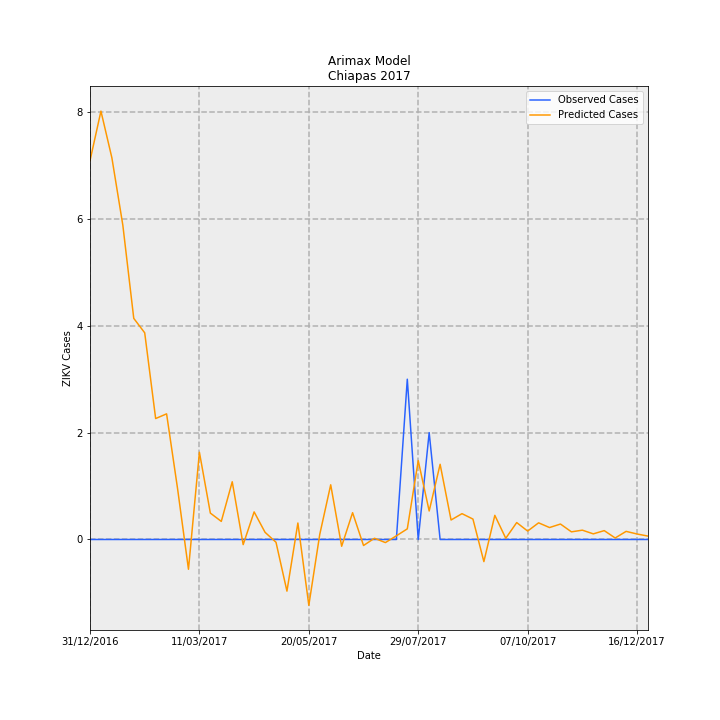 Arimax Model
Chiapas 2017
Observed Cases
Predicted Cases
8
6
4
2
0
ZIKV Cases
31/12/2016
11/03/2017
20/05/2017
29/07/2017
07/10/2017
16/12/2017
Date